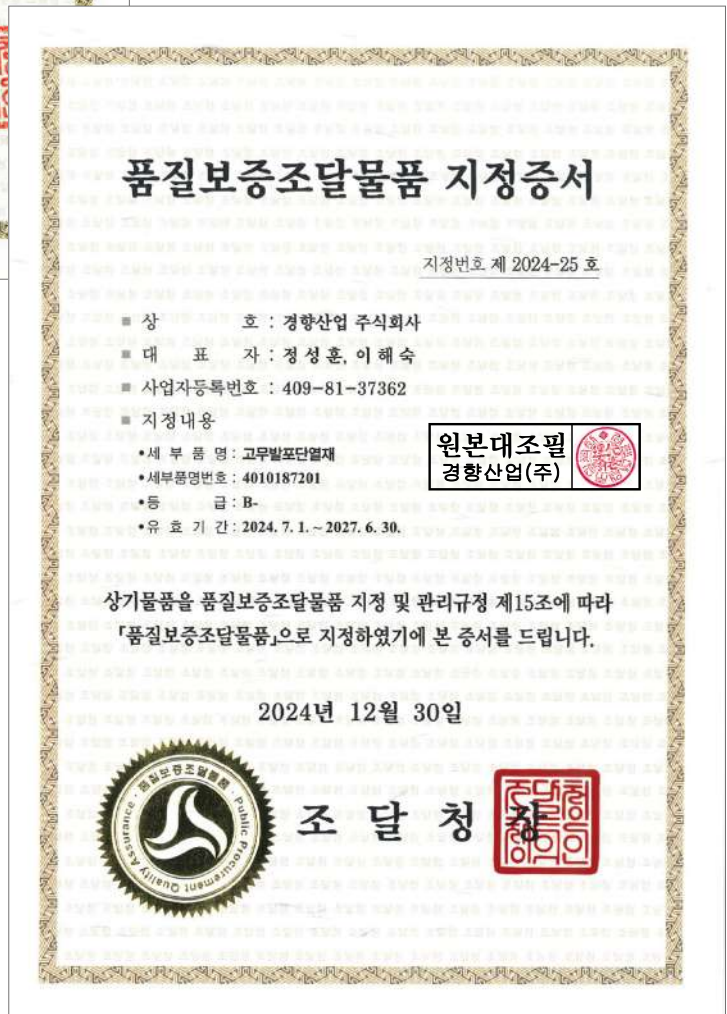 품질보증조달물품 지정증서
지정번호 제 2024-25 호
■ 상 호 : 경향산업 주식회사
■ 대 표 자 : 정성훈, 이해숙
■ 사업자등록번호 : 409-81-37362
■ 지정내용
•세 부 품 명 : 고무발포단열재
•세부품명번호 : 4010187201
•등 급 : B-
•유 효 기 간 : 2024. 7. 1. ~ 2027. 6. 30.
원본대조필
경향산업(주)
상기물품을 품질보증조달물품 지정 및 관리규정 제15조에 따라
「품질보증조달물품」으로 지정하였기에 본 증서를 드립니다.
2024년 12월 30일
품질보증조달물품 · Public Procurement Quality Assurance ·
조 달 청 장